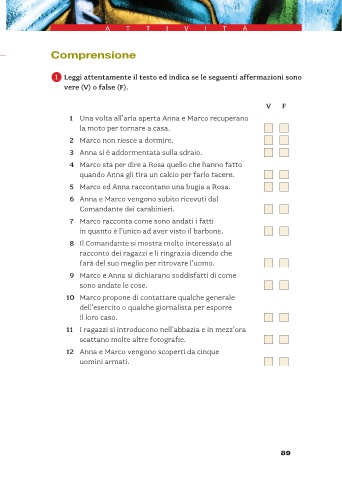 ATTIVITÀ
Comprensione
1 Leggi attentamente il testo ed indica se le seguenti affermazioni sono
vere (V) o false (F).
V F
1 Una volta all'aria aperta Anna e Marco recuperano
la moto per tornare a casa.
2 Marco non riesce a dormire.
3 Anna si è addormentata sulla sdraio.
4 Marco sta per dire a Rosa quello che hanno fatto
quando Anna gli tira un calcio per farlo tacere.
5 Marco ed Anna raccontano una bugia a Rosa.
6 Anna e Marco vengono subito ricevuti dal
Comandante dei carabinieri.
7 Marco racconta come sono andati i fatti
in quanto è l'unico ad aver visto il barbone.
8 Il Comandante si mostra molto interessato al
racconto dei ragazzi e li ringrazia dicendo che
farà del suo meglio per ritrovare l'uomo.
9 Marco e Anna si dichiarano soddisfatti di come
sono andate le cose.
10 Marco propone di contattare qualche generale
dell'esercito o qualche giornalista per esporre
il loro caso.
11 I ragazzi si introducono nell'abbazia e in mezz'ora
scattano molte altre fotografie.
12 Anna e Marco vengono scoperti da cinque
uomini armati.
89